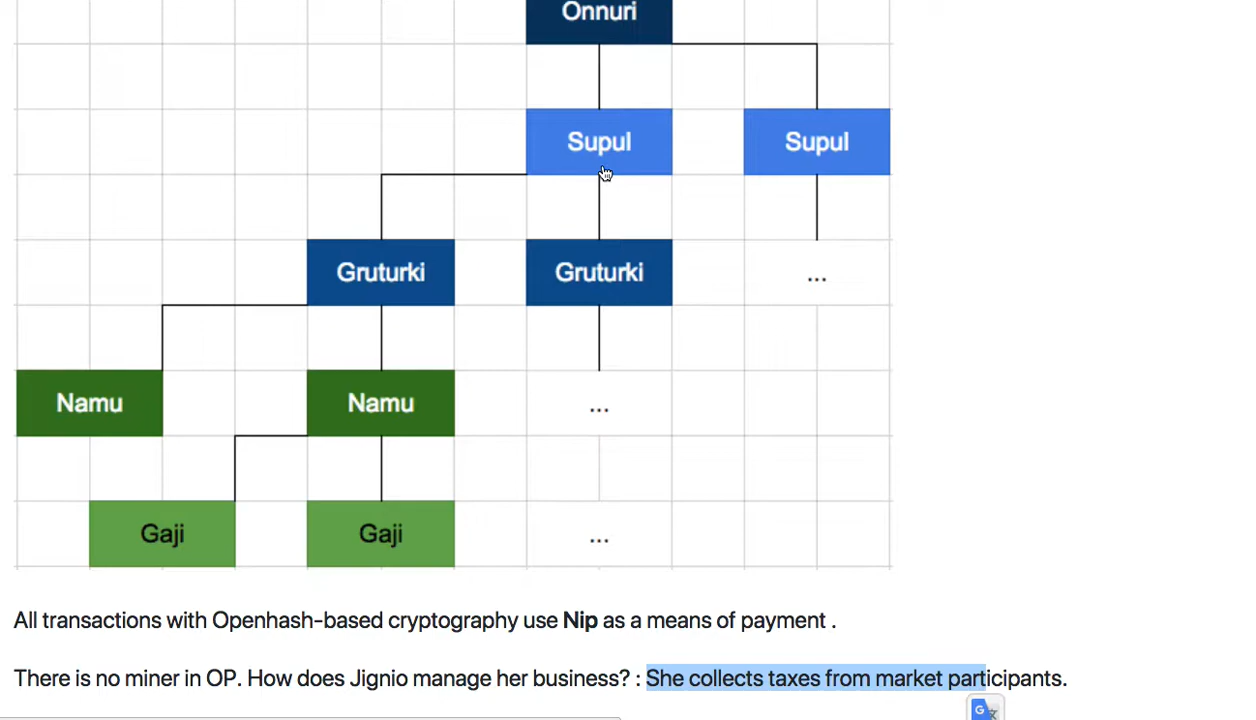 Onnuri
Supul Supul
Gruturki Gruturki ...
Namu Namu ...
Gaji Gaji ...
All transactions with Openhash-based cryptography use Nip as a means of payment .
There is no miner in OP. How does Jignio manage her business? : She collects taxes from market participants.
G